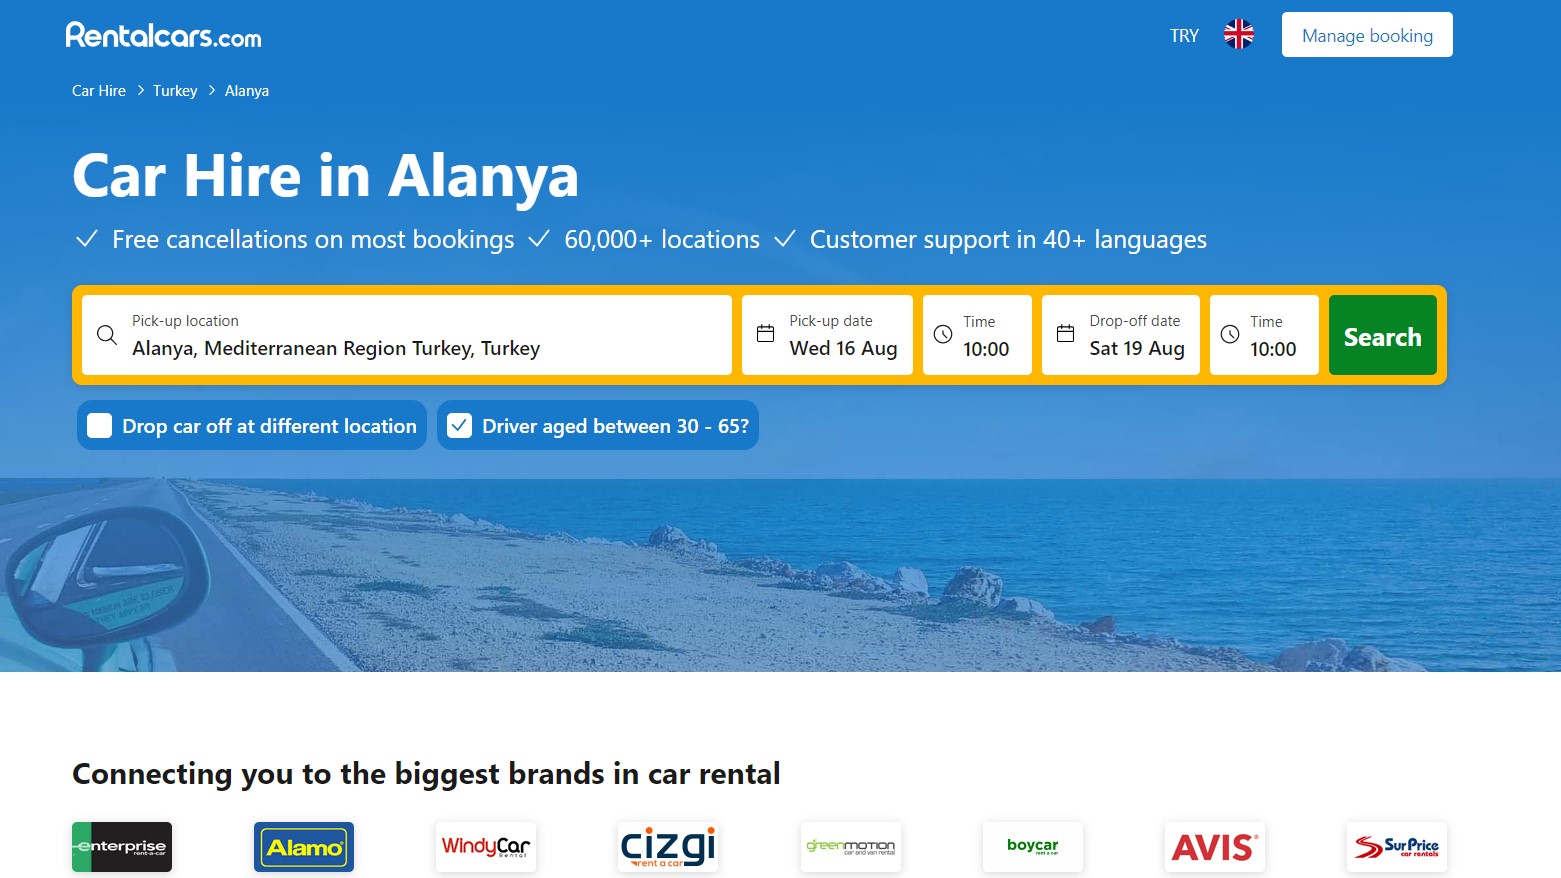 Rentalcars.com
TRY
Manage booking
Car Hire > Turkey > Alanya
Car Hire in Alanya
Free cancellations on most bookings
60,000+ locations
Customer support in 40+ languages
Pick-up location
Alanya, Mediterranean Region Turkey, Turkey
Pick-up date
Wed 16 Aug
Time
10:00
Drop-off date
Sat 19 Aug
Time
10:00
Search
Drop car off at different location
Driver aged between 30 - 65?
Connecting you to the biggest brands in car rental
enterprise
rent-a-car
Alamo
WindyCar
Rental
cizgi
rent a car
greenmotion
car and van rental
boycar
rent a car
AVIS
SurPrice
car rentals